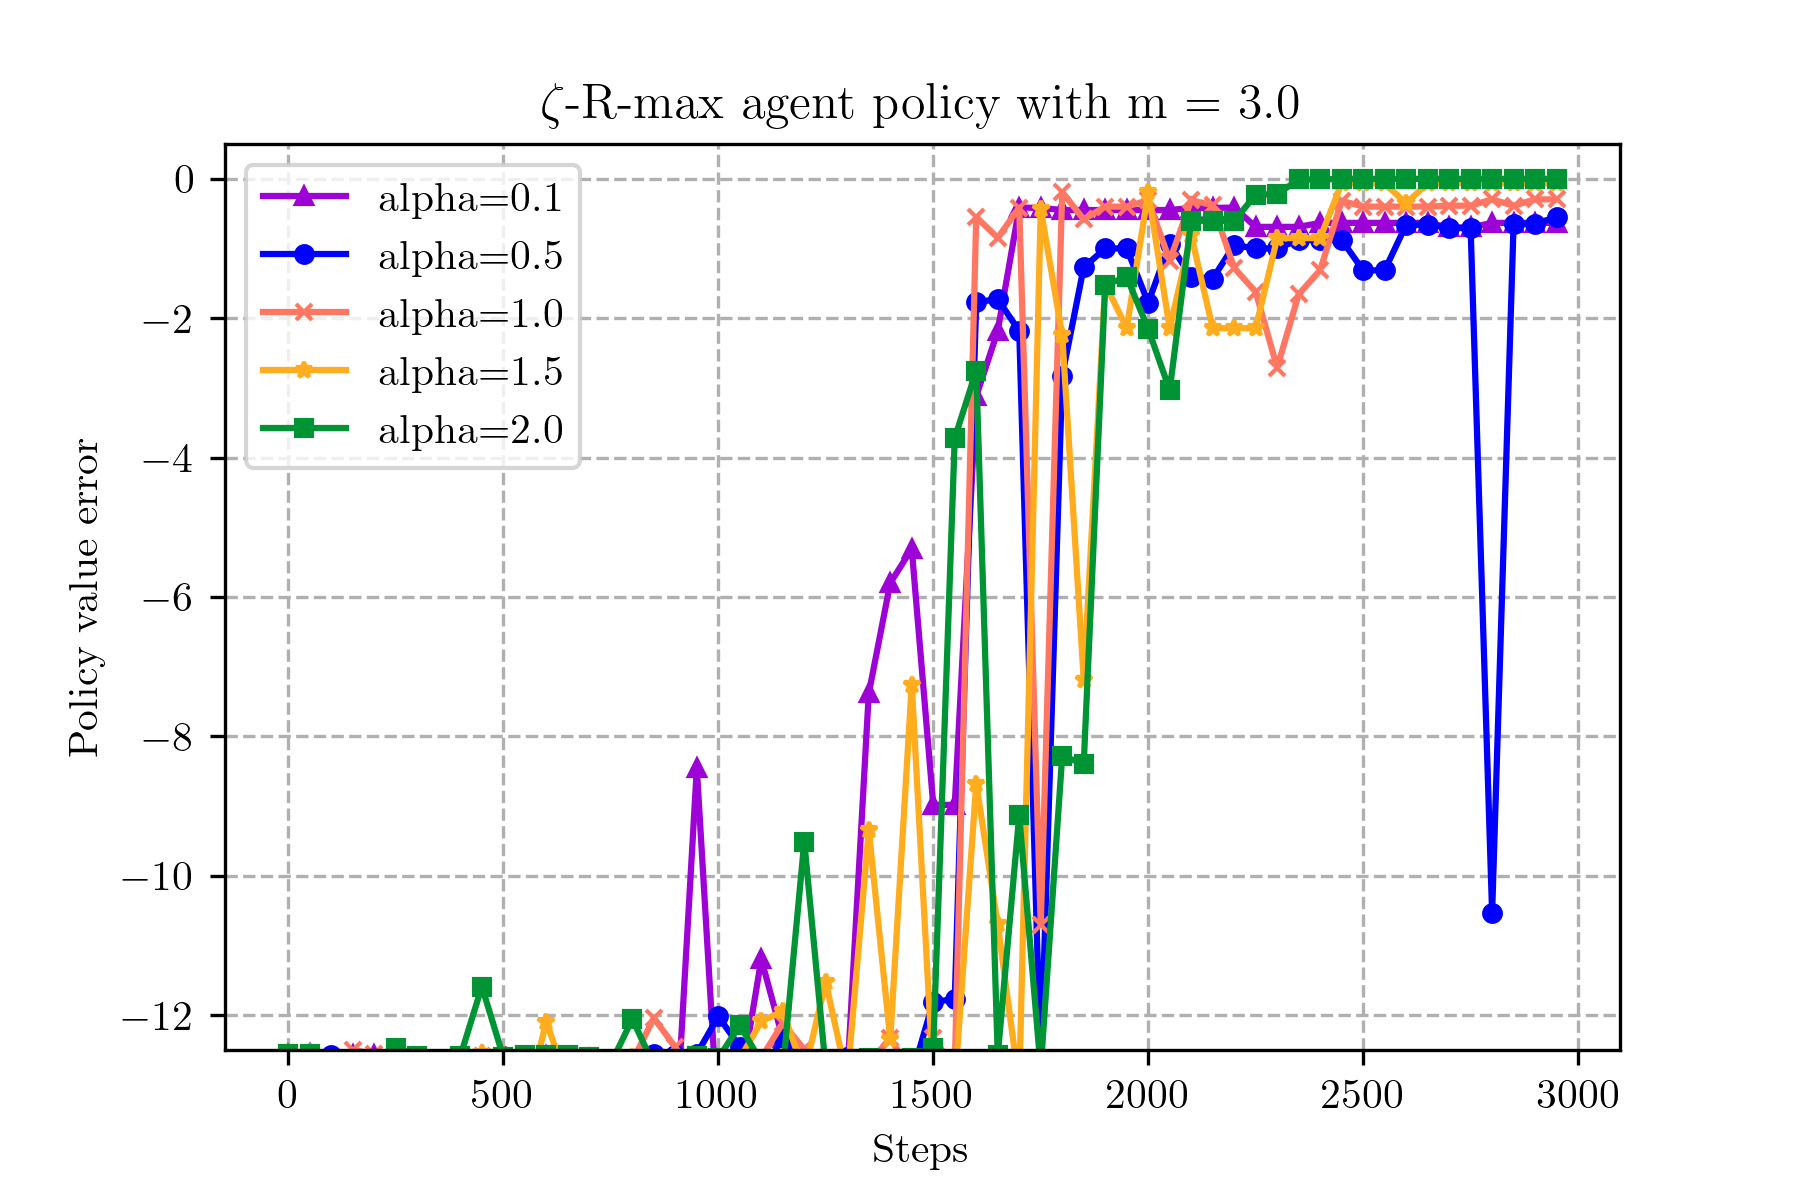 ζ-R-max agent policy with m = 3.0
alpha=0.1
alpha=0.5
alpha=1.0
alpha=1.5
alpha=2.0
Policy value error
0
−2
−4
−6
−8
−10
−12
0 500 1000 1500 2000 2500 3000
Steps